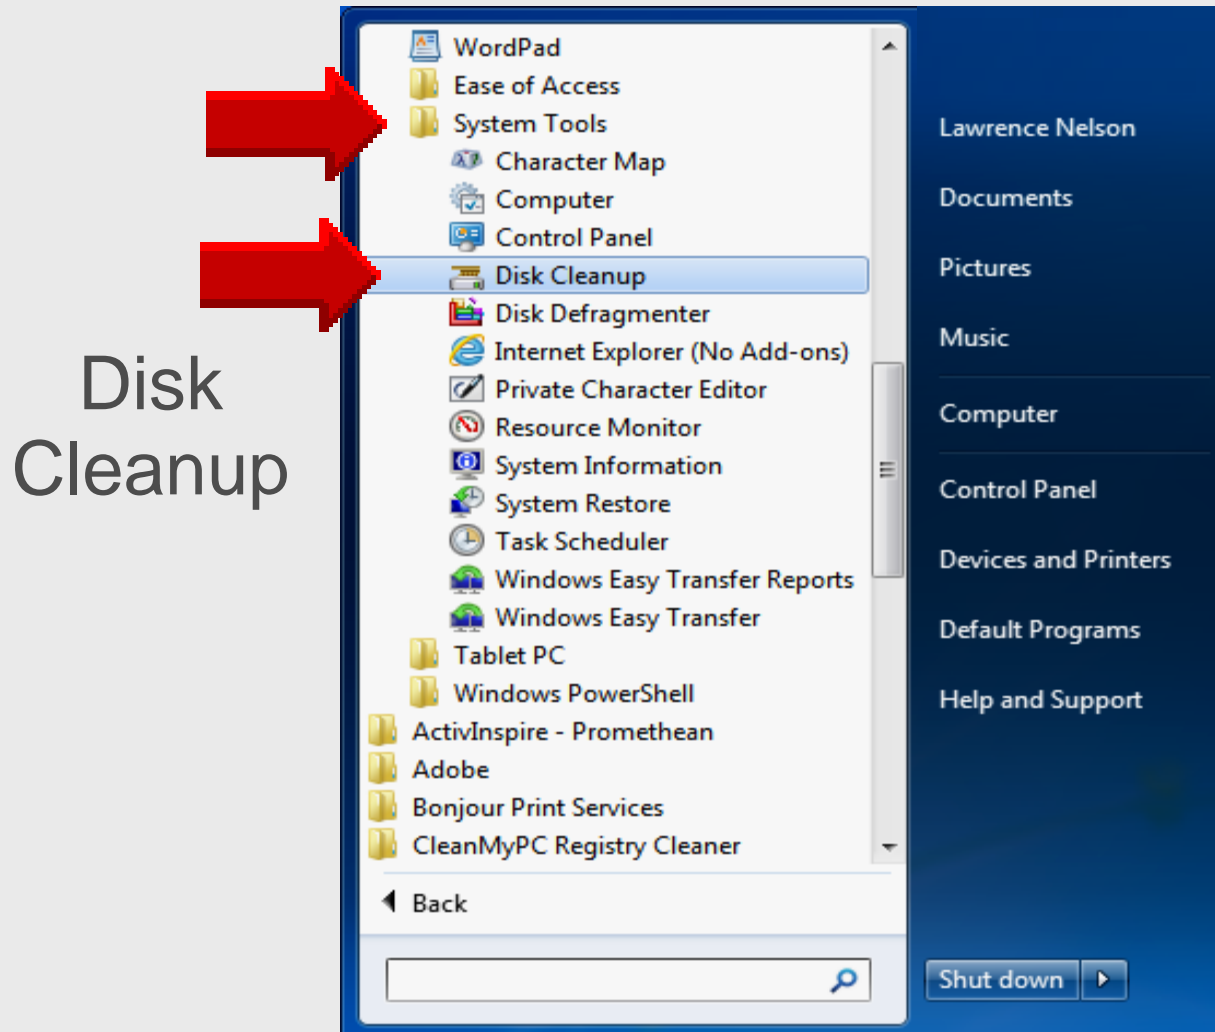 Disk
Cleanup
WordPad
Ease of Access
System Tools
Character Map
Computer
Control Panel
Disk Cleanup
Disk Defragmenter
Internet Explorer (No Add-ons)
Private Character Editor
Resource Monitor
System Information
System Restore
Task Scheduler
Windows Easy Transfer Reports
Windows Easy Transfer
Tablet PC
Windows PowerShell
ActivInspire - Promethean
Adobe
Bonjour Print Services
CleanMyPC Registry Cleaner
Back
Lawrence Nelson
Documents
Pictures
Music
Computer
Control Panel
Devices and Printers
Default Programs
Help and Support
Shut down